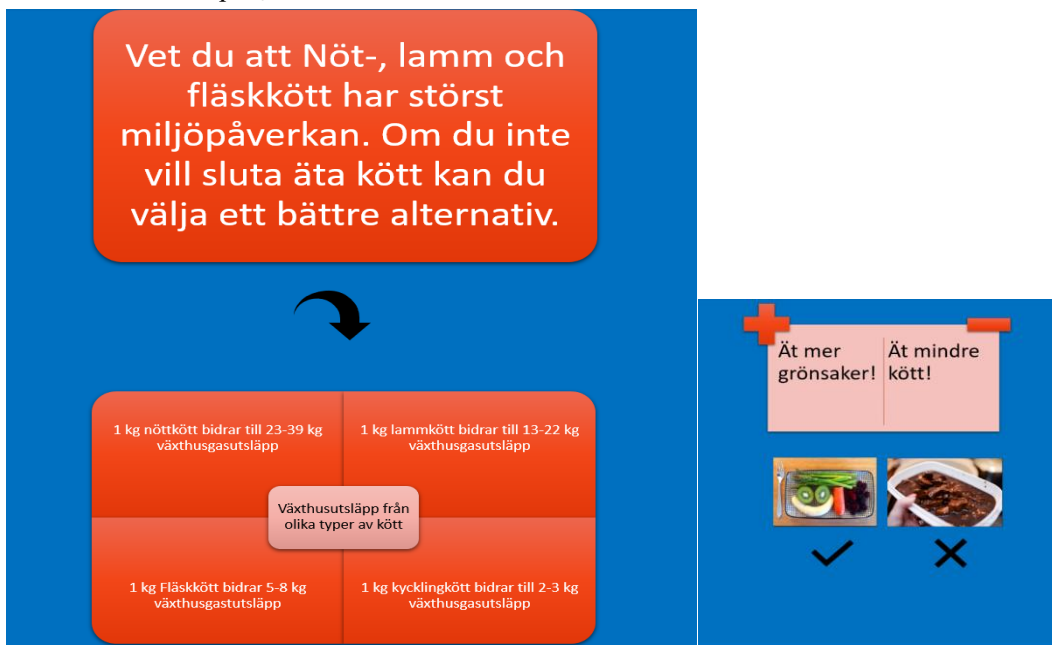 Vet du att Nöt-, lamm och
fläskkött har störst
miljöpåverkan. Om du inte
vill sluta äta kött kan du
välja ett bättre alternativ.
1 kg nöttkött bidrar till 23-39 kg
växthusgasutsläpp
1 kg lammkött bidrar till 13-22 kg
växthusgasutsläpp
Växthusutsläpp från
olika typer av kött
1 kg Fläskkött bidrar 5-8 kg
växthusgastutsläpp
1 kg kycklingkött bidrar till 2-3 kg
växthusgasutsläpp
Ät mer
grönsaker!
Ät mindre
kött!